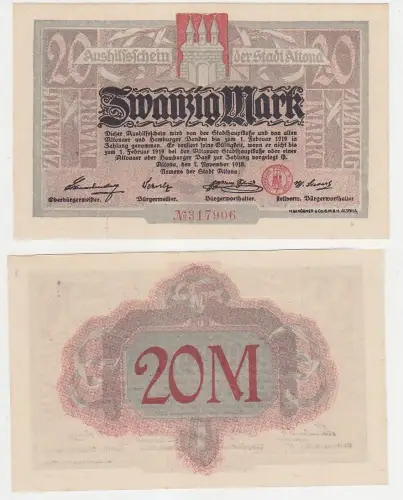 20 Aushilfsschein der Stadt Altona 20
ZWANZIG
MARK
Zwanzig Mark
Dieser Aushilfsschein wird von der Stadthauptkasse und von allen
Altonaer und Hamburger Banken bis zum 1. Februar 1919 in
Zahlung genommen. Er verliert seine Gültigkeit, wenn er nicht bis
zum 1. Februar 1919 bei der Altonaer Stadthauptkasse oder einer
Altonaer oder Hamburger Bank zur Zahlung vorgelegt ist.
Altona, den 1. November 1918.
Namens der Stadt Altona:
Oberbürgermeister. Bürgermeister. Bürgerworthalter. stellvertr. Bürgerworthalter.
№317906
20M